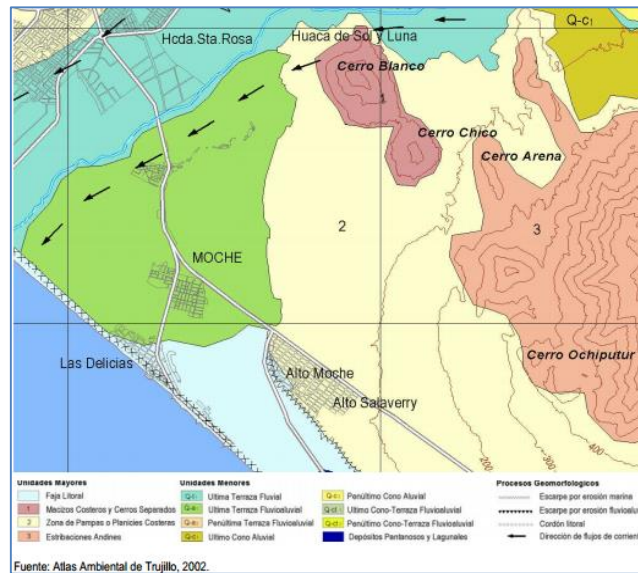 Q-c₁
Hcda.Sta.Rosa
Huaca de Sol y Luna
Cerro Blanco
1
Cerro Chico
Cerro Arena
2
3
MOCHE
Cerro Ochiputur
Las Delicias
Alto Moche
Alto Salaverry
200
300
400
Unidades Mayores
Faja Litoral
1 Macizos Costeros y Cerros Separados
2 Zona de Pampas o Planicies Costeras
3 Estribaciones Andines
Unidades Menores
Ultima Terraza Fluvial
Ultima Terraza Fluvioaluvial
Penúltima Terraza Fluvioaluvial
Ultimo Cono Aluvial
Penúltimo Cono Aluvial
Ultimo Cono-Terraza Fluvioaluvial
Penúltimo Cono-Terraza Fluvioaluvial
Depósitos Pantanosos y Lagunales
Procesos Geomorfologicos
Escarpe por erosión marina
Escarpe por erosión fluvioaluvial
Cordón litoral
Dirección de flujos de corriente
Fuente: Atlas Ambiental de Trujillo, 2002.